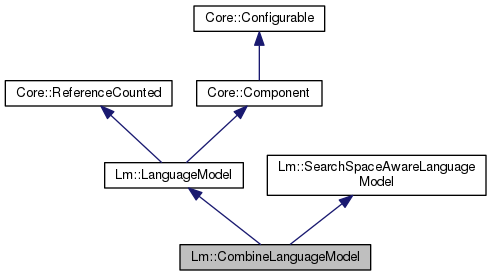 Core::Configurable
Core::ReferenceCounted
Core::Component
Lm::LanguageModel
Lm::SearchSpaceAwareLanguage
Model
Lm::CombineLanguageModel